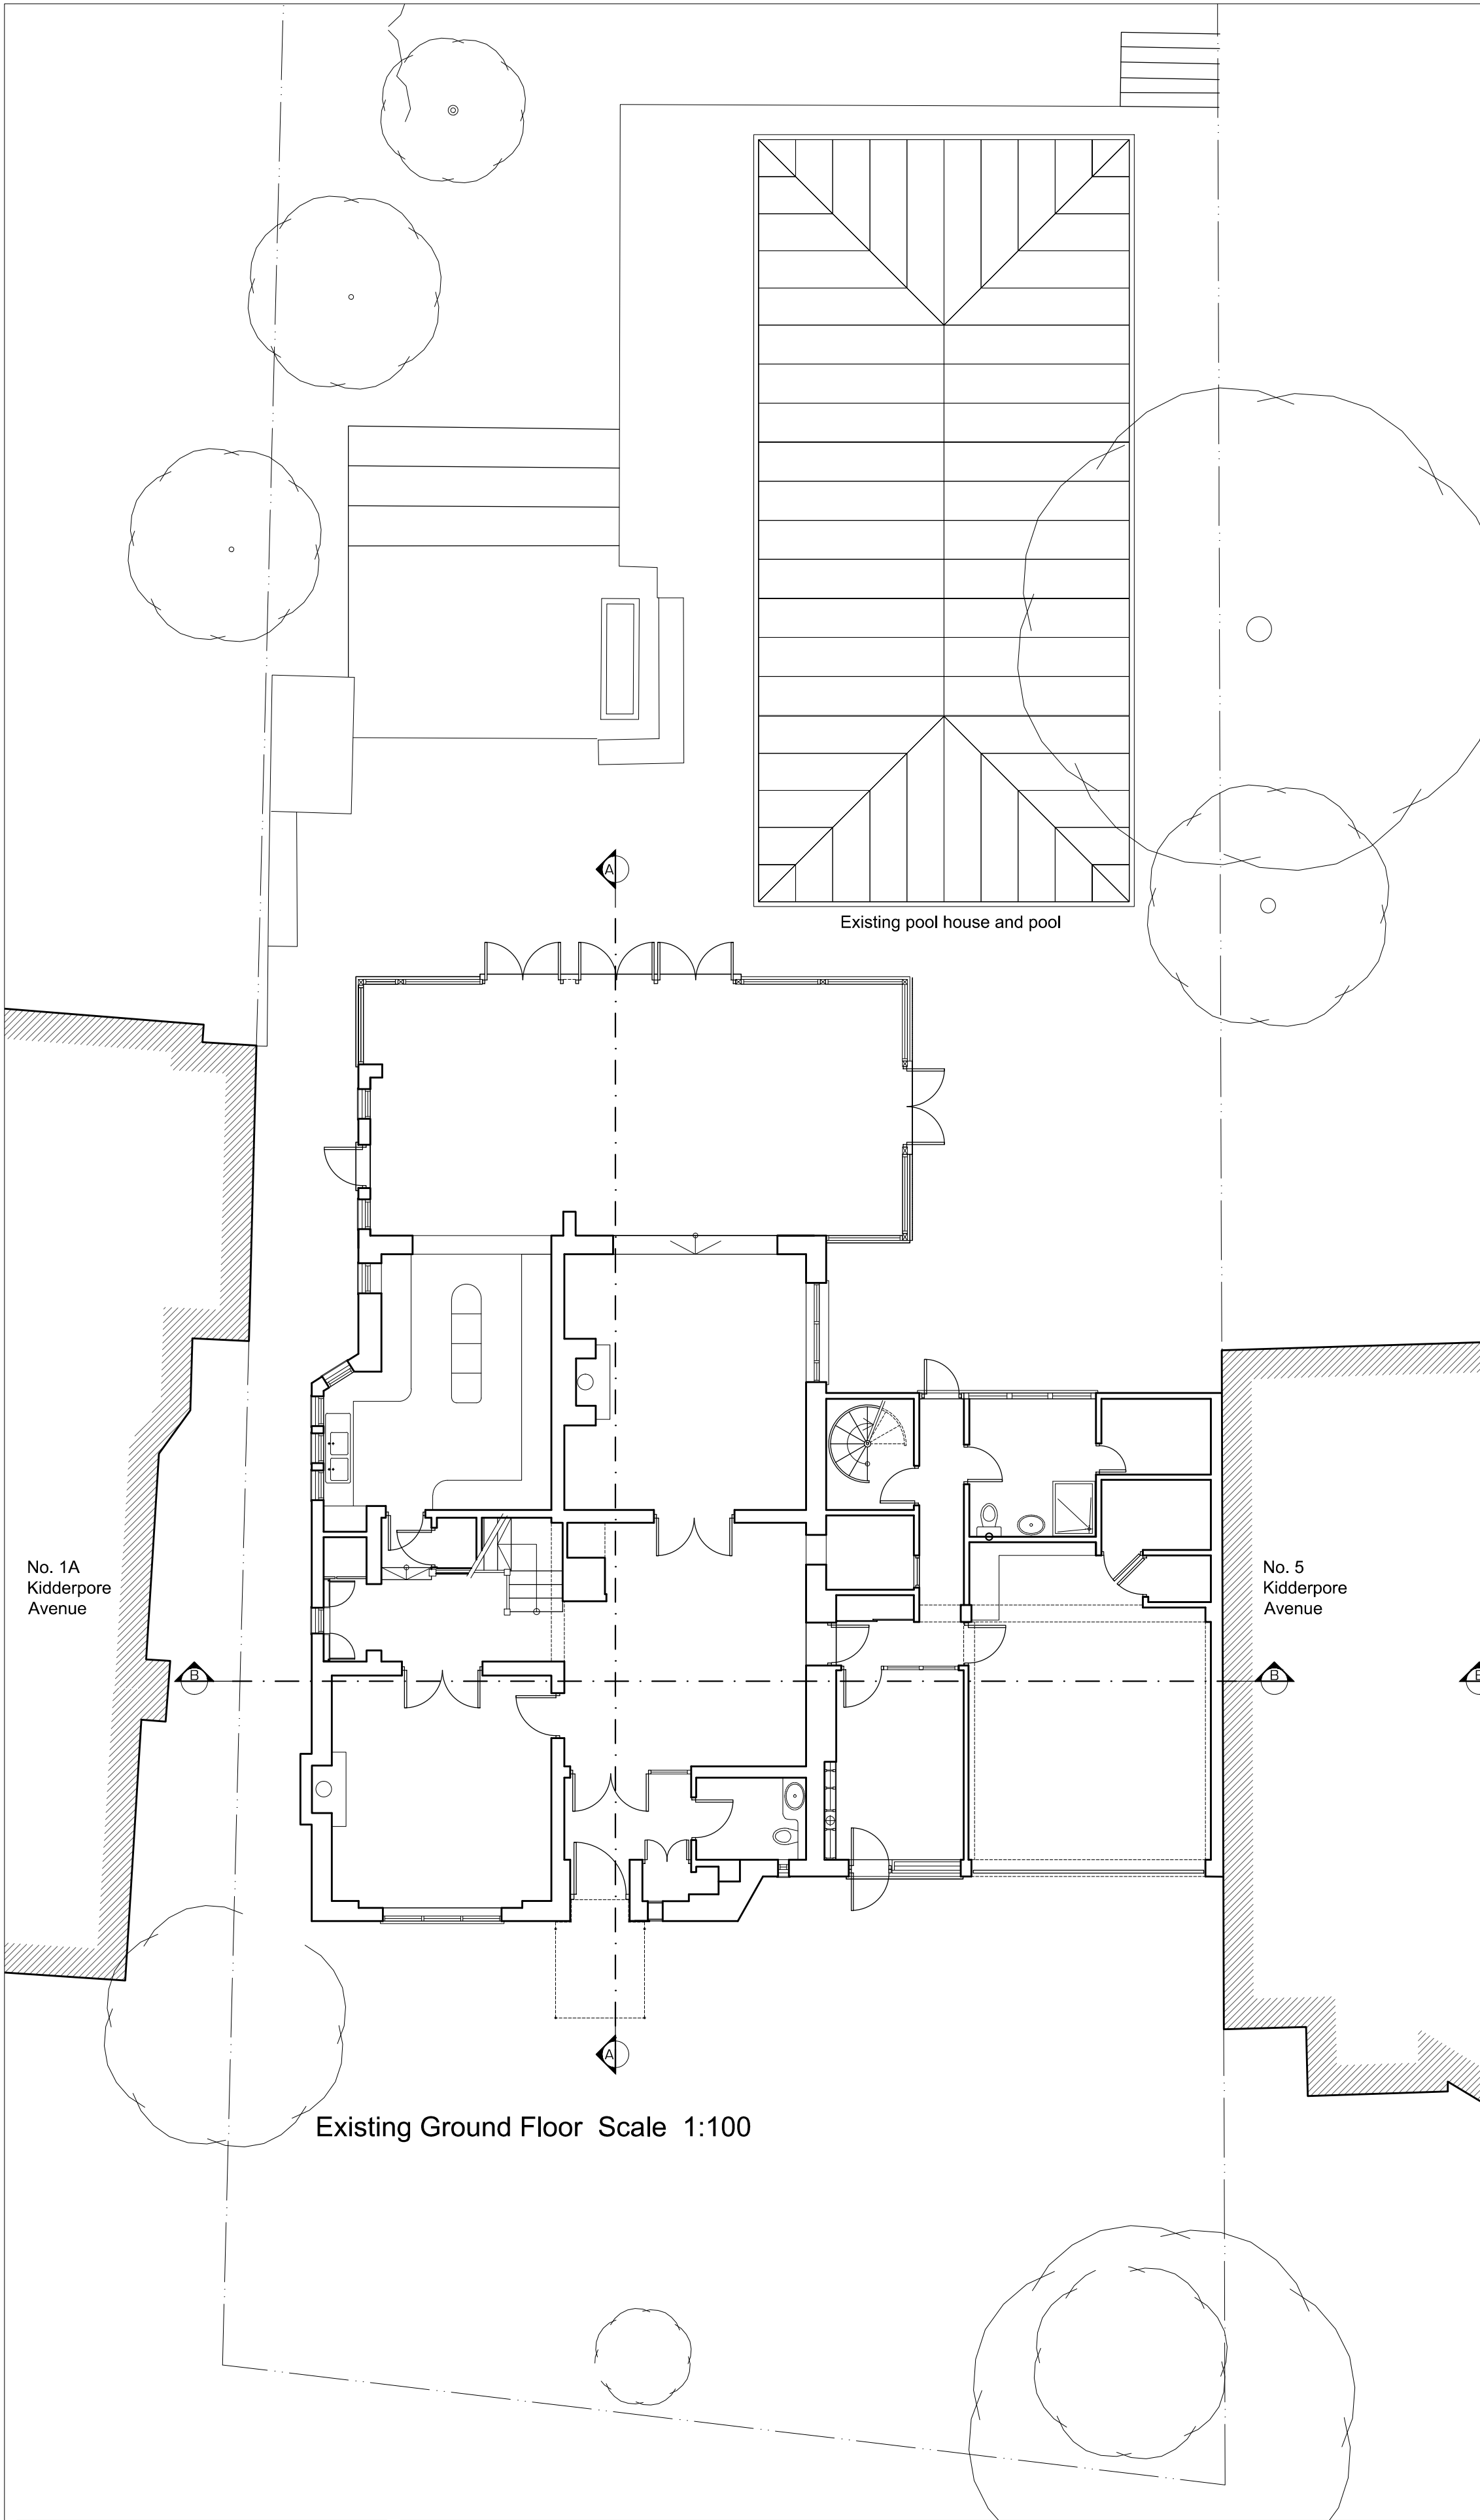 A
Existing pool house and pool
No. 1A
Kidderpore
Avenue
No. 5
Kidderpore
Avenue
B
B
B
A
Existing Ground Floor Scale 1:100